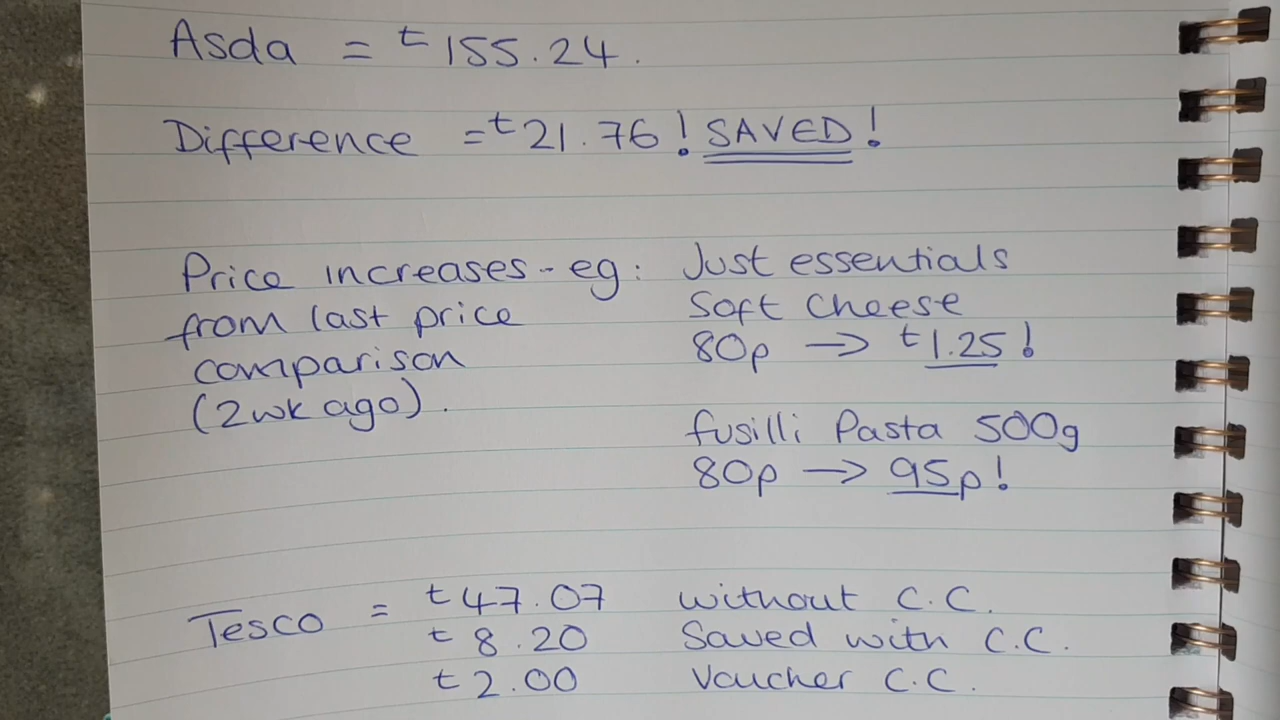 Asda = £155.24.
Difference = £21.76! SAVED!
Price increases - eg: Just essentials
from last price Soft Cheese
comparison 80p → £1.25!
(2wk ago).
fusilli Pasta 500g
80p → 95p!
Tesco = £47.07 without C.C.
£8.20 Saved with C.C.
£2.00 Voucher C.C.